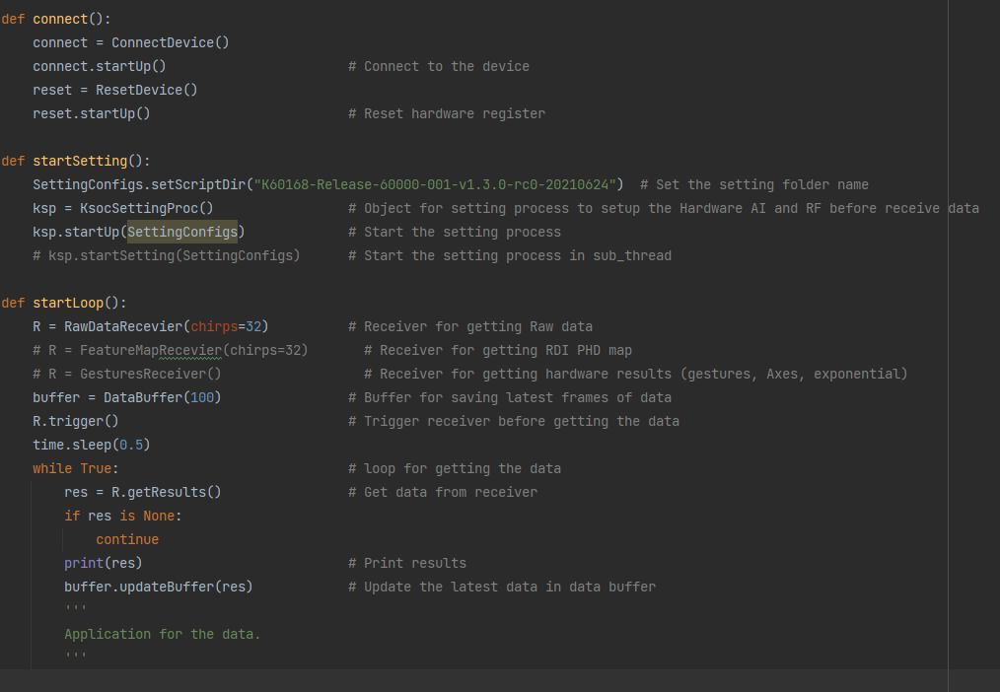 def connect():
    connect = ConnectDevice()
    connect.startUp()                       # Connect to the device
    reset = ResetDevice()
    reset.startUp()                         # Reset hardware register

def startSetting():
    SettingConfigs.setScriptDir("K60168-Release-60000-001-v1.3.0-rc0-20210624")  # Set the setting folder name
    ksp = KsocSettingProc()                 # Object for setting process to setup the Hardware AI and RF before receive data
    ksp.startUp(SettingConfigs)             # Start the setting process
    # ksp.startSetting(SettingConfigs)      # Start the setting process in sub_thread

def startLoop():
    R = RawDataRecevier(chirps=32)          # Receiver for getting Raw data
    # R = FeatureMapRecevier(chirps=32)       # Receiver for getting RDI PHD map
    # R = GesturesReceiver()                  # Receiver for getting hardware results (gestures, Axes, exponential)
    buffer = DataBuffer(100)                # Buffer for saving latest frames of data
    R.trigger()                             # Trigger receiver before getting the data
    time.sleep(0.5)
    while True:                             # loop for getting the data
        res = R.getResults()                # Get data from receiver
        if res is None:
            continue
        print(res)                          # Print results
        buffer.updateBuffer(res)            # Update the latest data in data buffer
        '''
        Application for the data.
        '''